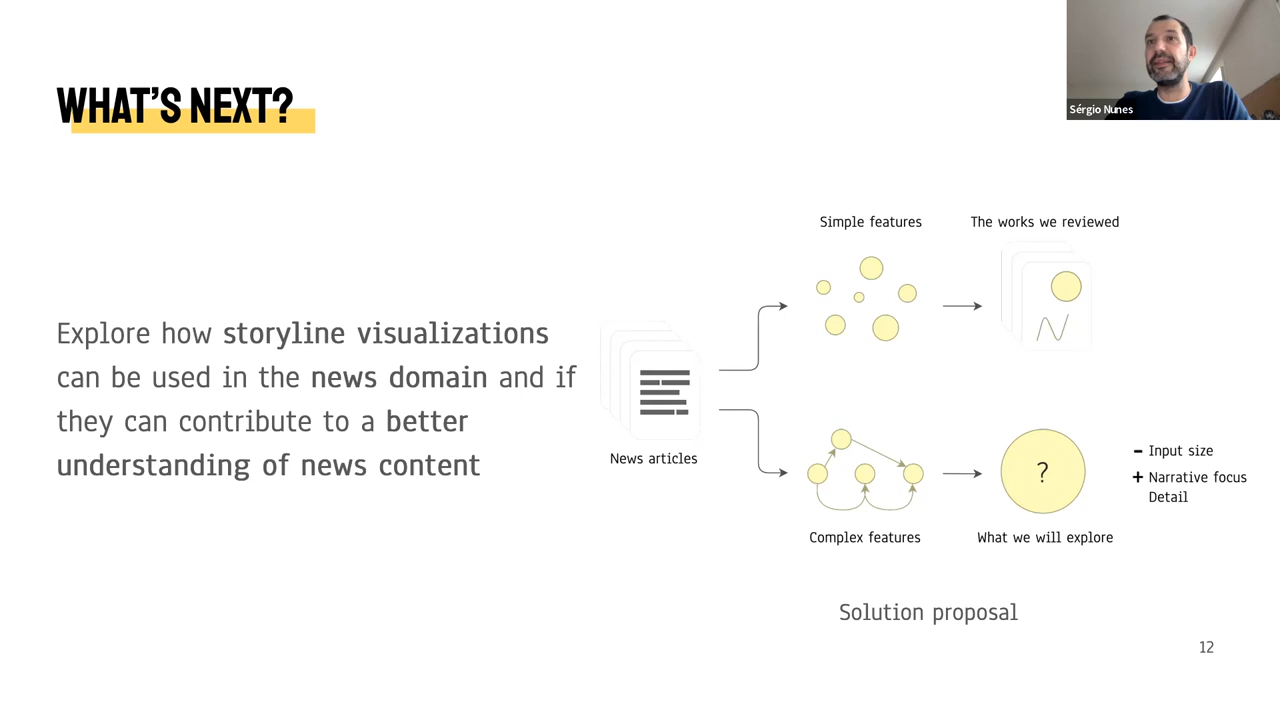 WHAT'S NEXT?
Sérgio Nunes
Explore how storyline visualizations
can be used in the news domain and if
they can contribute to a better
understanding of news content
News articles
Simple features
The works we reviewed
Complex features
?
What we will explore
- Input size
+ Narrative focus
Detail
Solution proposal
12